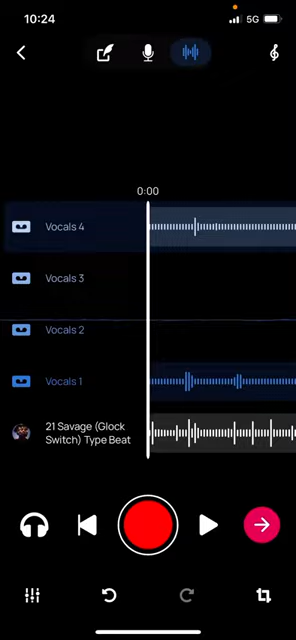 10:24
5G
0:00
Vocals 4
Vocals 3
Vocals 2
Vocals 1
21 Savage (Glock
Switch) Type Beat